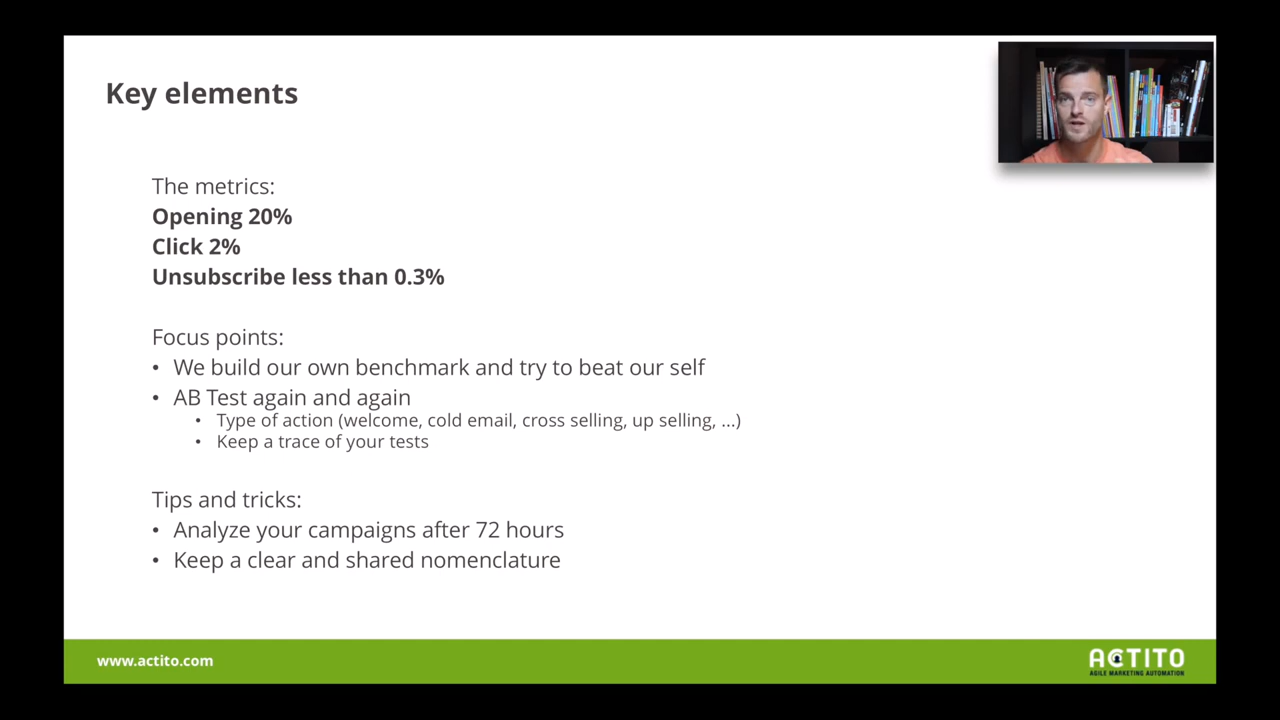 Key elements
The metrics:
Opening 20%
Click 2%
Unsubscribe less than 0.3%
Focus points:
• We build our own benchmark and try to beat our self
• AB Test again and again
• Type of action (welcome, cold email, cross selling, up selling, ...)
• Keep a trace of your tests
Tips and tricks:
• Analyze your campaigns after 72 hours
• Keep a clear and shared nomenclature
www.actito.com
ACTITO
AGILE MARKETING AUTOMATION